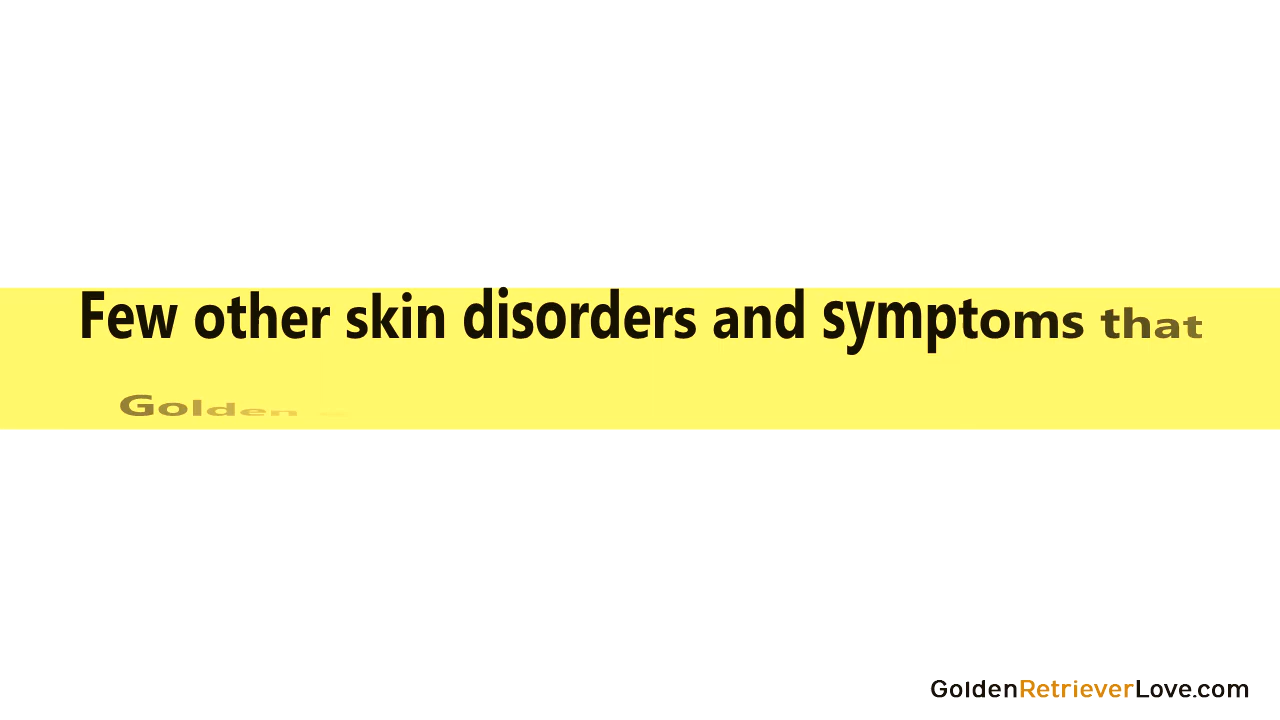 Few other skin disorders and symptoms that
Golden
GoldenRetrieverLove.com